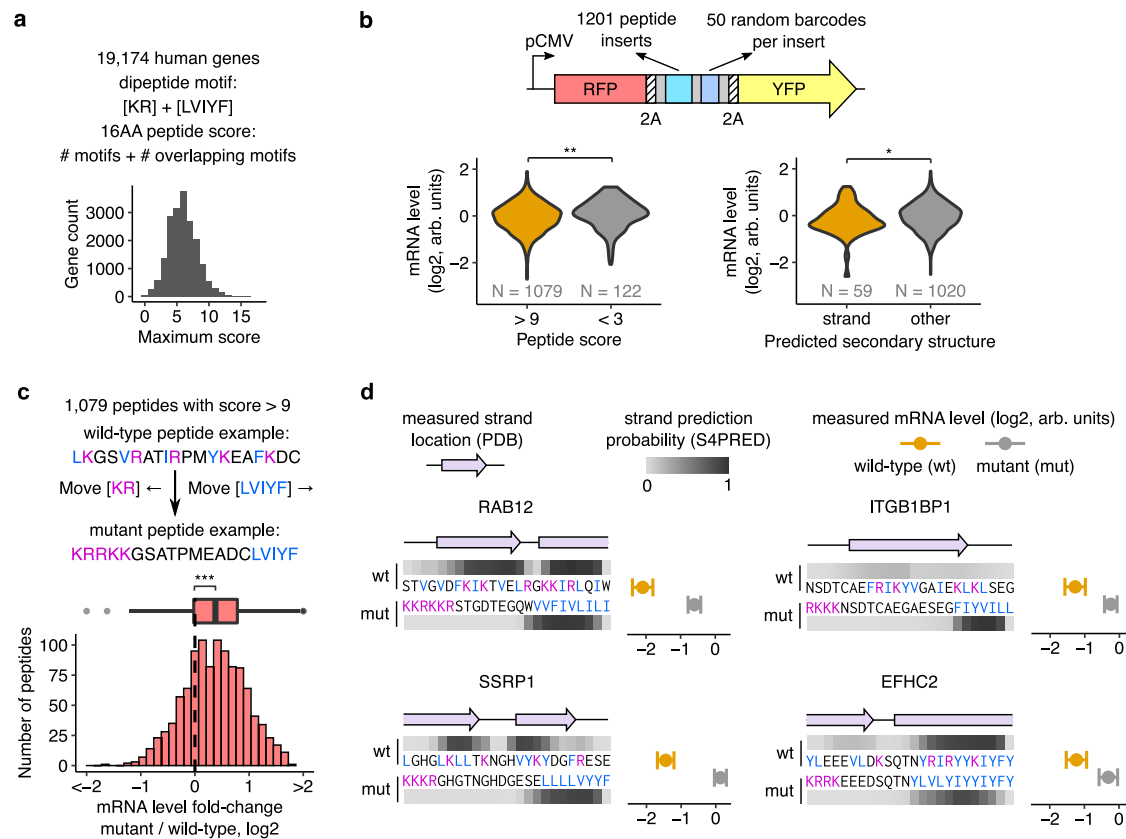 a
19,174 human genes
dipeptide motif:
[KR] + [LVIYF]
16AA peptide score:
# motifs + # overlapping motifs
Gene count
3000
2000
1000
0
0 5 10 15
Maximum score
b
1201 peptide
inserts
50 random barcodes
per insert
pCMV
RFP
YFP
2A
2A
mRNA level
(log2, arb. units)
2
0
−2
**
N = 1079
N = 122
> 9
< 3
Peptide score
mRNA level
(log2, arb. units)
2
0
−2
*
N = 59
N = 1020
strand
other
Predicted secondary structure
c
1,079 peptides with score > 9
wild-type peptide example:
LKGSVRATIRPMYKEAFKDC
Move [KR] ←
Move [LVIYF] →
mutant peptide example:
KRRKKGSATPMEADCLVIYF
***
Number of peptides
100
75
50
25
0
<−2 −1 0 1 >2
mRNA level fold-change
mutant / wild-type, log2
d
measured strand
location (PDB)
strand prediction
probability (S4PRED)
0 1
measured mRNA level (log2, arb. units)
wild-type (wt)
mutant (mut)
RAB12
wt
STVGVDFKIKTVELRGKKIRLQIW
mut
KKRKKRSTGDTEGQWVVFIVLILI
−2 −1 0
ITGB1BP1
wt
NSDTCAEFRIKYVGAIEKLKLSEG
mut
RKKKNSDTCAEGAESEGFIYVILL
−2 −1 0
SSRP1
wt
LGHGLKLLTKNGHVYKYDGFRESE
mut
KKKRGHGTNGHDGESELLLLVYYF
−2 −1 0
EFHC2
wt
YLEEEVLDKSQTNYRIRYYKIYFY
mut
KRRKEEEDSQTNYLVLYIYYIYFY
−2 −1 0